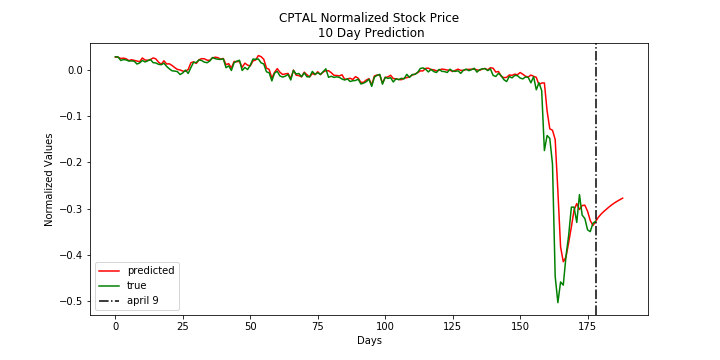 CPTAL Normalized Stock Price
10 Day Prediction
Normalized Values
0.0
−0.1
−0.2
−0.3
−0.4
−0.5
predicted
true
april 9
0 25 50 75 100 125 150 175
Days